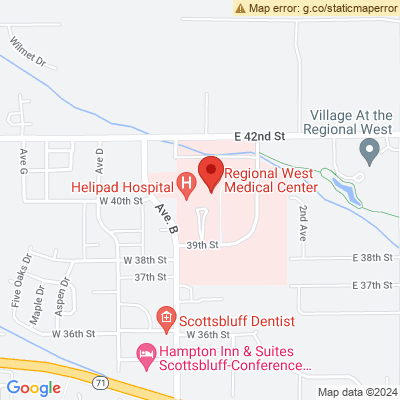 Map error: g.co/staticmaperror
Wilmet Dr
E 42nd St
Village At the
Regional West
Ave G
Ave D
Helipad Hospital
H
Regional West
Medical Center
W 40th St
Ave. B
2nd Ave
39th St
W 38th St
E 38th St
37th St
E 37th St
Five Oaks Dr
Maple Dr
Aspen Dr
Scottsbluff Dentist
W 36th St
W 36th St
Hampton Inn & Suites
Scottsbluff-Conference...
71
Google
Map data ©2024